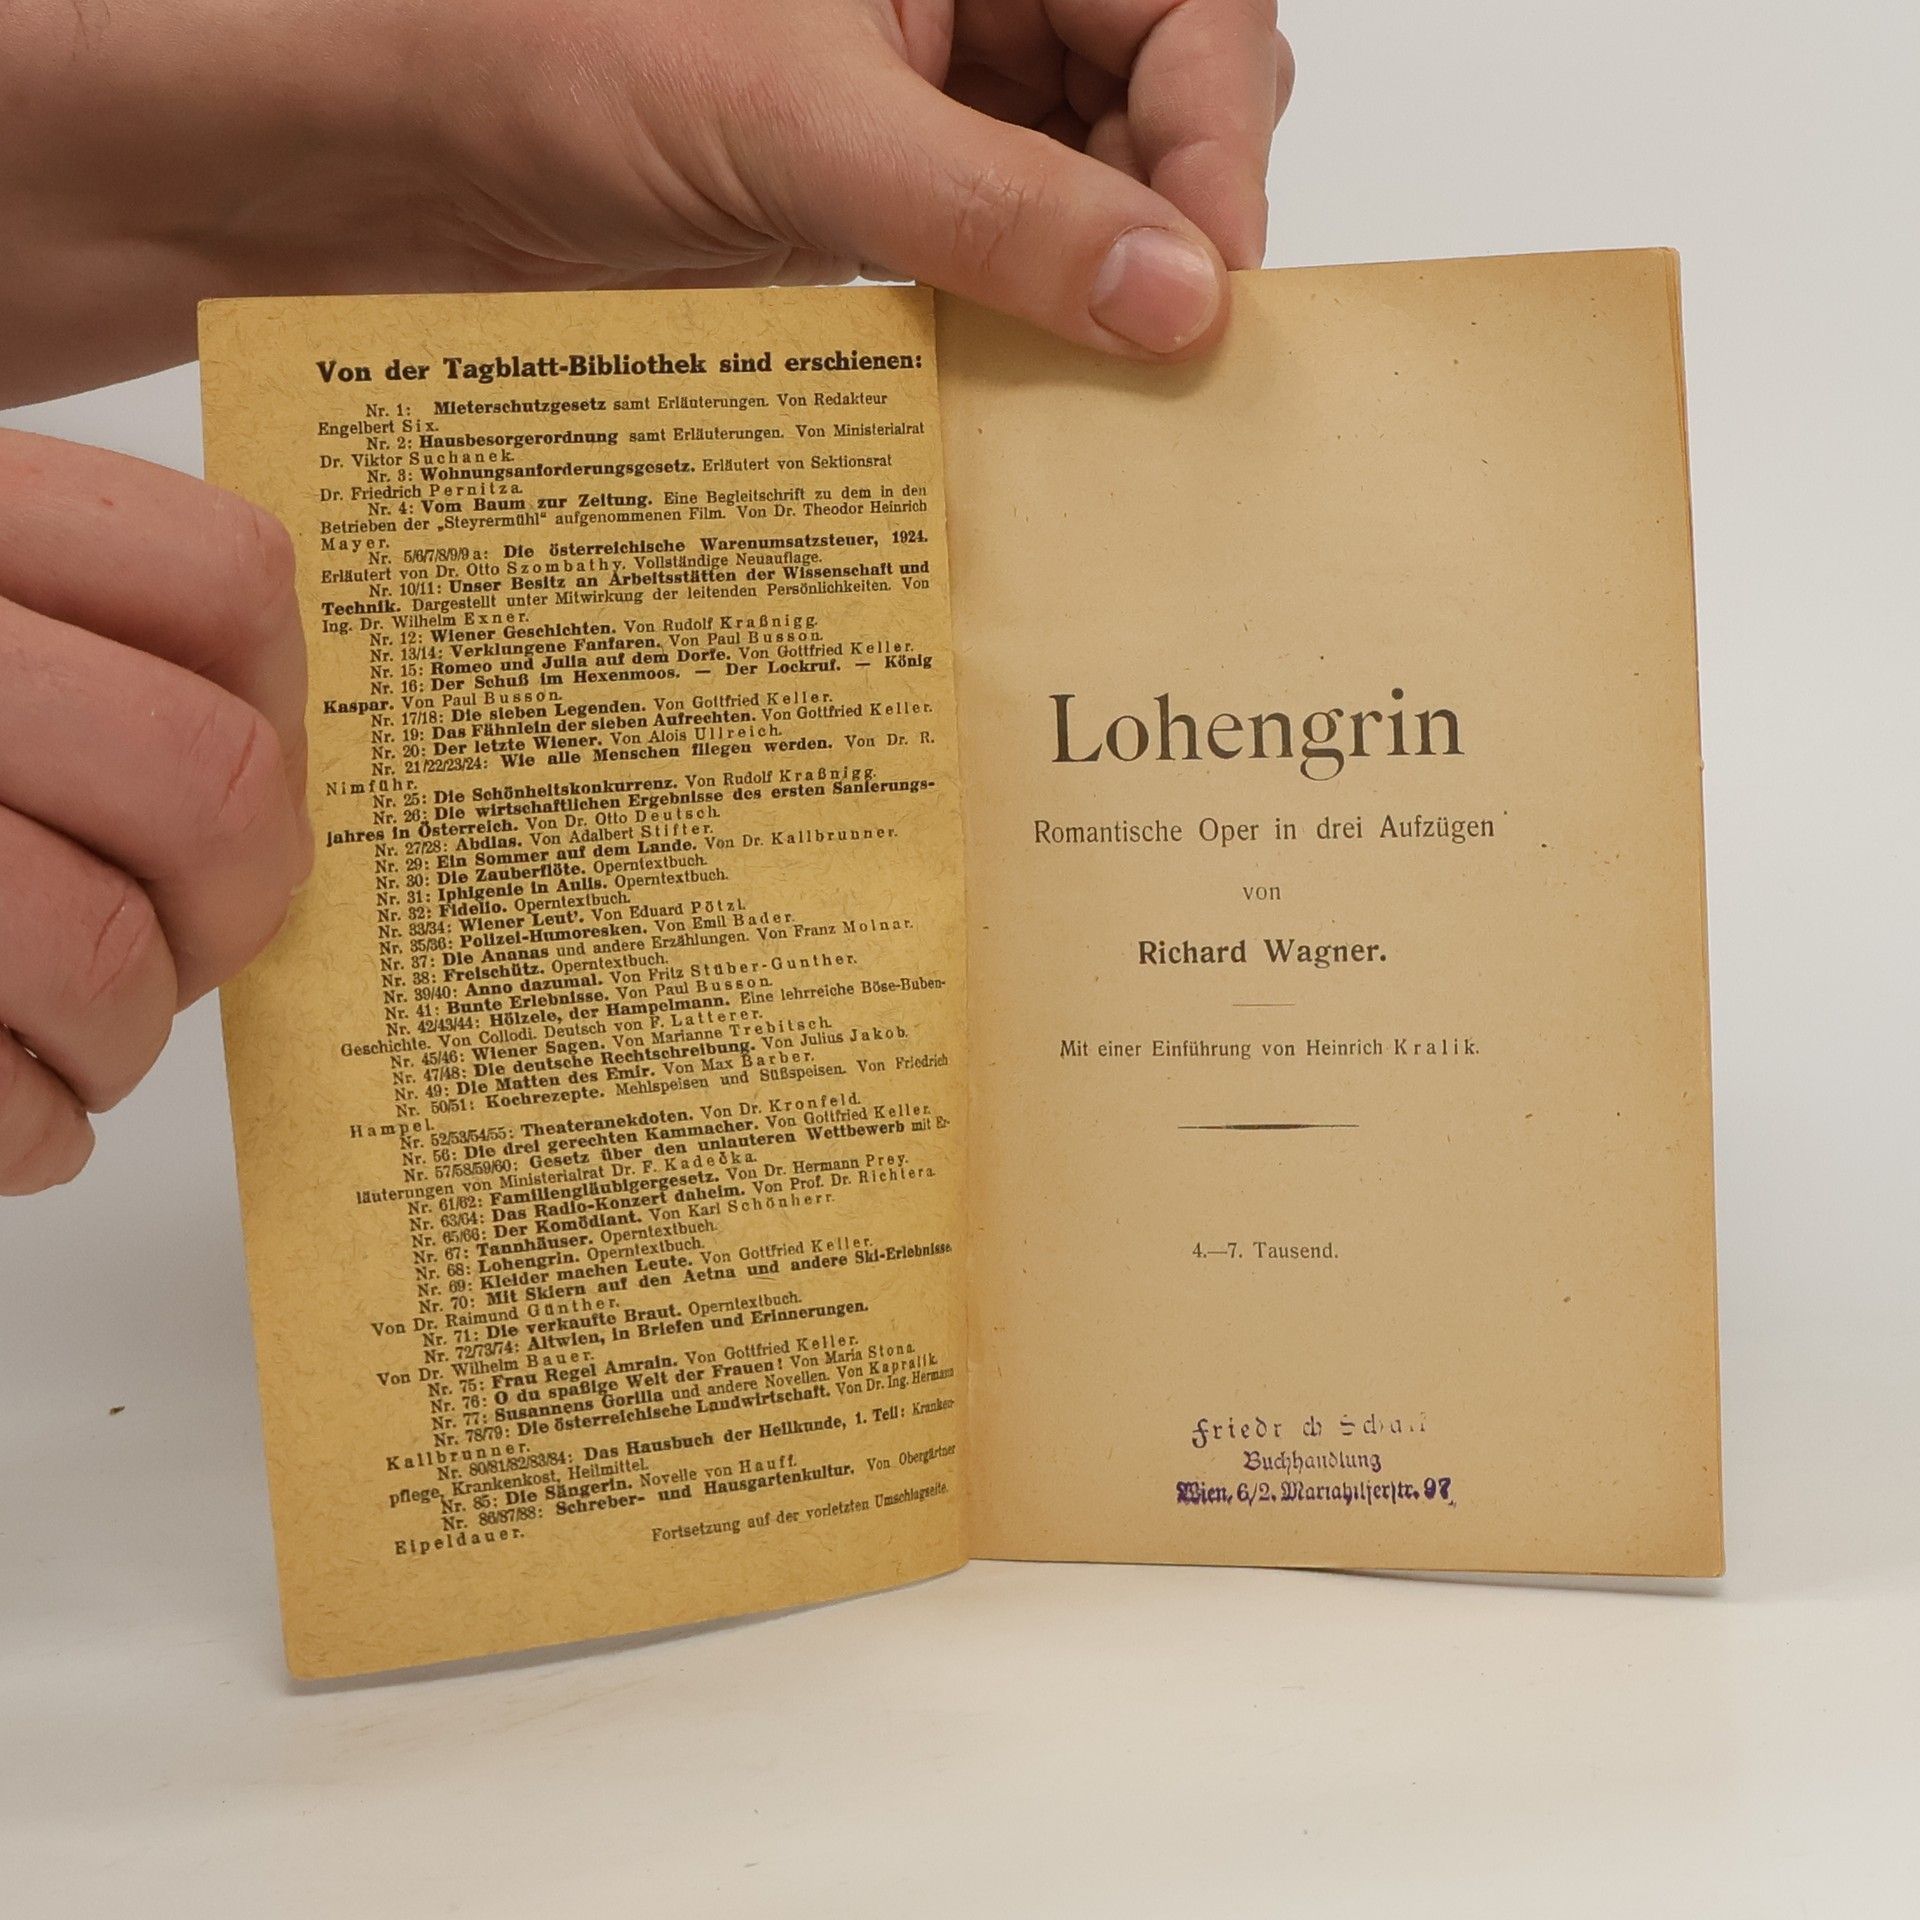 Von der Tagblatt-Bibliothek sind erschienen:
Nr. 1: Mieterschutzgesetz samt Erläuterungen. Von Redakteur
Engelbert Six.
Nr. 2: Hausbesorgerordnung samt Erläuterungen. Von Ministerialrat
Dr. Viktor Suchanek.
Nr. 3: Wohnungsanforderungsgesetz. Erläutert von Sektionsrat
Dr. Friedrich Pernitza.
Nr. 4: Vom Baum zur Zeitung. Eine Begleitschrift zu dem in den
Betrieben der „Steyrermühl“ aufgenommenen Film. Von Dr. Theodor Heinrich
Mayer.
Nr. 5/6/7/8/9/9a: Die österreichische Warenumsatzsteuer, 1924.
Erläutert von Dr. Otto Szombathy. Vollständige Neuauflage.
Nr. 10/11: Unser Besitz an Arbeitsstätten der Wissenschaft und
Technik. Dargestellt unter Mitwirkung der leitenden Persönlichkeiten. Von
Ing. Dr. Wilhelm Exner.
Nr. 12: Wiener Geschichten. Von Rudolf Kraßnigg.
Nr. 13/14: Verklungene Fanfaren. Von Paul Busson.
Nr. 15: Romeo und Julia auf dem Dorfe. Von Gottfried Keller.
Nr. 16: Der Schuß im Hexenmoos. — Der Lockruf. — König
Kaspar. Von Paul Busson.
Nr. 17/18: Die sieben Legenden. Von Gottfried Keller.
Nr. 19: Das Fähnlein der sieben Aufrechten. Von Gottfried Keller.
Nr. 20: Der letzte Wiener. Von Alois Ullreich.
Nr. 21/22/23/24: Wie alle Menschen fliegen werden. Von Dr. R.
Nimführ.
Nr. 25: Die Schönheitskonkurrenz. Von Rudolf Kraßnigg.
Nr. 26: Die wirtschaftlichen Ergebnisse des ersten Sanierungs-
jahres in Österreich. Von Dr. Otto Deutsch.
Nr. 27/28: Abdias. Von Adalbert Stifter.
Nr. 29: Ein Sommer auf dem Lande. Von Dr. Kallbrunner.
Nr. 30: Die Zauberflöte. Operntextbuch.
Nr. 31: Iphigenie in Aulis. Operntextbuch.
Nr. 32: Fidelio. Operntextbuch.
Nr. 33/34: Wiener Leut'. Von Eduard Pötzl.
Nr. 35/36: Polizei-Humoresken. Von Emil Bader.
Nr. 37: Die Ananas und andere Erzählungen. Von Franz Molnar.
Nr. 38: Freischütz. Operntextbuch.
Nr. 39/40: Anno dazumal. Von Fritz Stüber-Gunther.
Nr. 41: Bunte Erlebnisse. Von Paul Busson.
Nr. 42/43/44: Hölzele, der Hampelmann. Eine lehrreiche Böse-Buben-
Geschichte. Von Collodi. Deutsch von F. Latterer.
Nr. 45/46: Wiener Sagen. Von Marianne Trebitsch.
Nr. 47/48: Die deutsche Rechtschreibung. Von Julius Jakob.
Nr. 49: Die Matten des Emir. Von Max Barber.
Nr. 50/51: Kochrezepte. Mehlspeisen und Süßspeisen. Von Friedrich
Hampel.
Nr. 52/53/54/55: Theateranekdoten. Von Dr. Kronfeld.
Nr. 56: Die drei gerechten Kammacher. Von Gottfried Keller.
Nr. 57/58/59/60: Gesetz über den unlauteren Wettbewerb mit Er-
läuterungen von Ministerialrat Dr. F. Kadečka.
Nr. 61/62: Familiengläubigergesetz. Von Dr. Hermann Prey.
Nr. 63/64: Das Radio-Konzert daheim. Von Prof. Dr. Richtera.
Nr. 65/66: Der Komödiant. Von Karl Schönherr.
Nr. 67: Tannhäuser. Operntextbuch.
Nr. 68: Lohengrin. Operntextbuch.
Nr. 69: Kleider machen Leute. Von Gottfried Keller.
Nr. 70: Mit Skiern auf den Aetna und andere Ski-Erlebnisse.
Von Dr. Raimund Günther.
Nr. 71: Die verkaufte Braut. Operntextbuch.
Nr. 72/73/74: Altwien, in Briefen und Erinnerungen.
Von Dr. Wilhelm Bauer.
Nr. 75: Frau Regel Amrain. Von Gottfried Keller.
Nr. 76: O du spaßige Welt der Frauen! Von Maria Stona.
Nr. 77: Susannens Gorilla und andere Novellen. Von Kapralik.
Nr. 78/79: Die österreichische Landwirtschaft. Von Dr. Ing. Hermann
Kallbrunner.
Nr. 80/81/82/83/84: Das Hausbuch der Heilkunde, 1. Teil: Kranken-
pflege, Krankenkost, Heilmittel.
Nr. 85: Die Sängerin. Novelle von Hauff.
Nr. 86/87/88: Schreber- und Hausgartenkultur. Von Obergärtner
Eipeldauer.
Fortsetzung auf der vorletzten Umschlagseite.
Lohengrin
Romantische Oper in drei Aufzügen
von
Richard Wagner.
Mit einer Einführung von Heinrich Kralik.
4.—7. Tausend.
Buchhandlung
Wien, 6/2, Mariahilferstr. 97